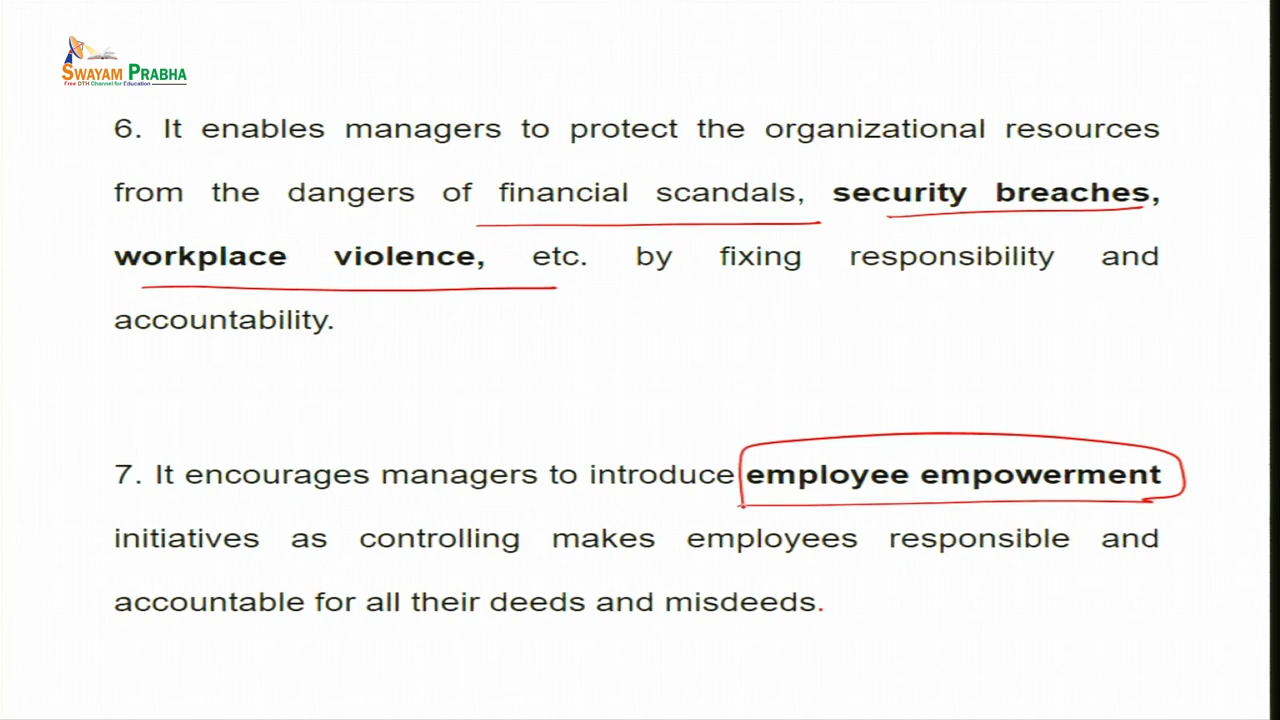 SWAYAM PRABHA
Free DTH Channel for Education
6. It enables managers to protect the organizational resources
from the dangers of financial scandals, security breaches,
workplace violence, etc. by fixing responsibility and
accountability.
7. It encourages managers to introduce employee empowerment
initiatives as controlling makes employees responsible and
accountable for all their deeds and misdeeds.